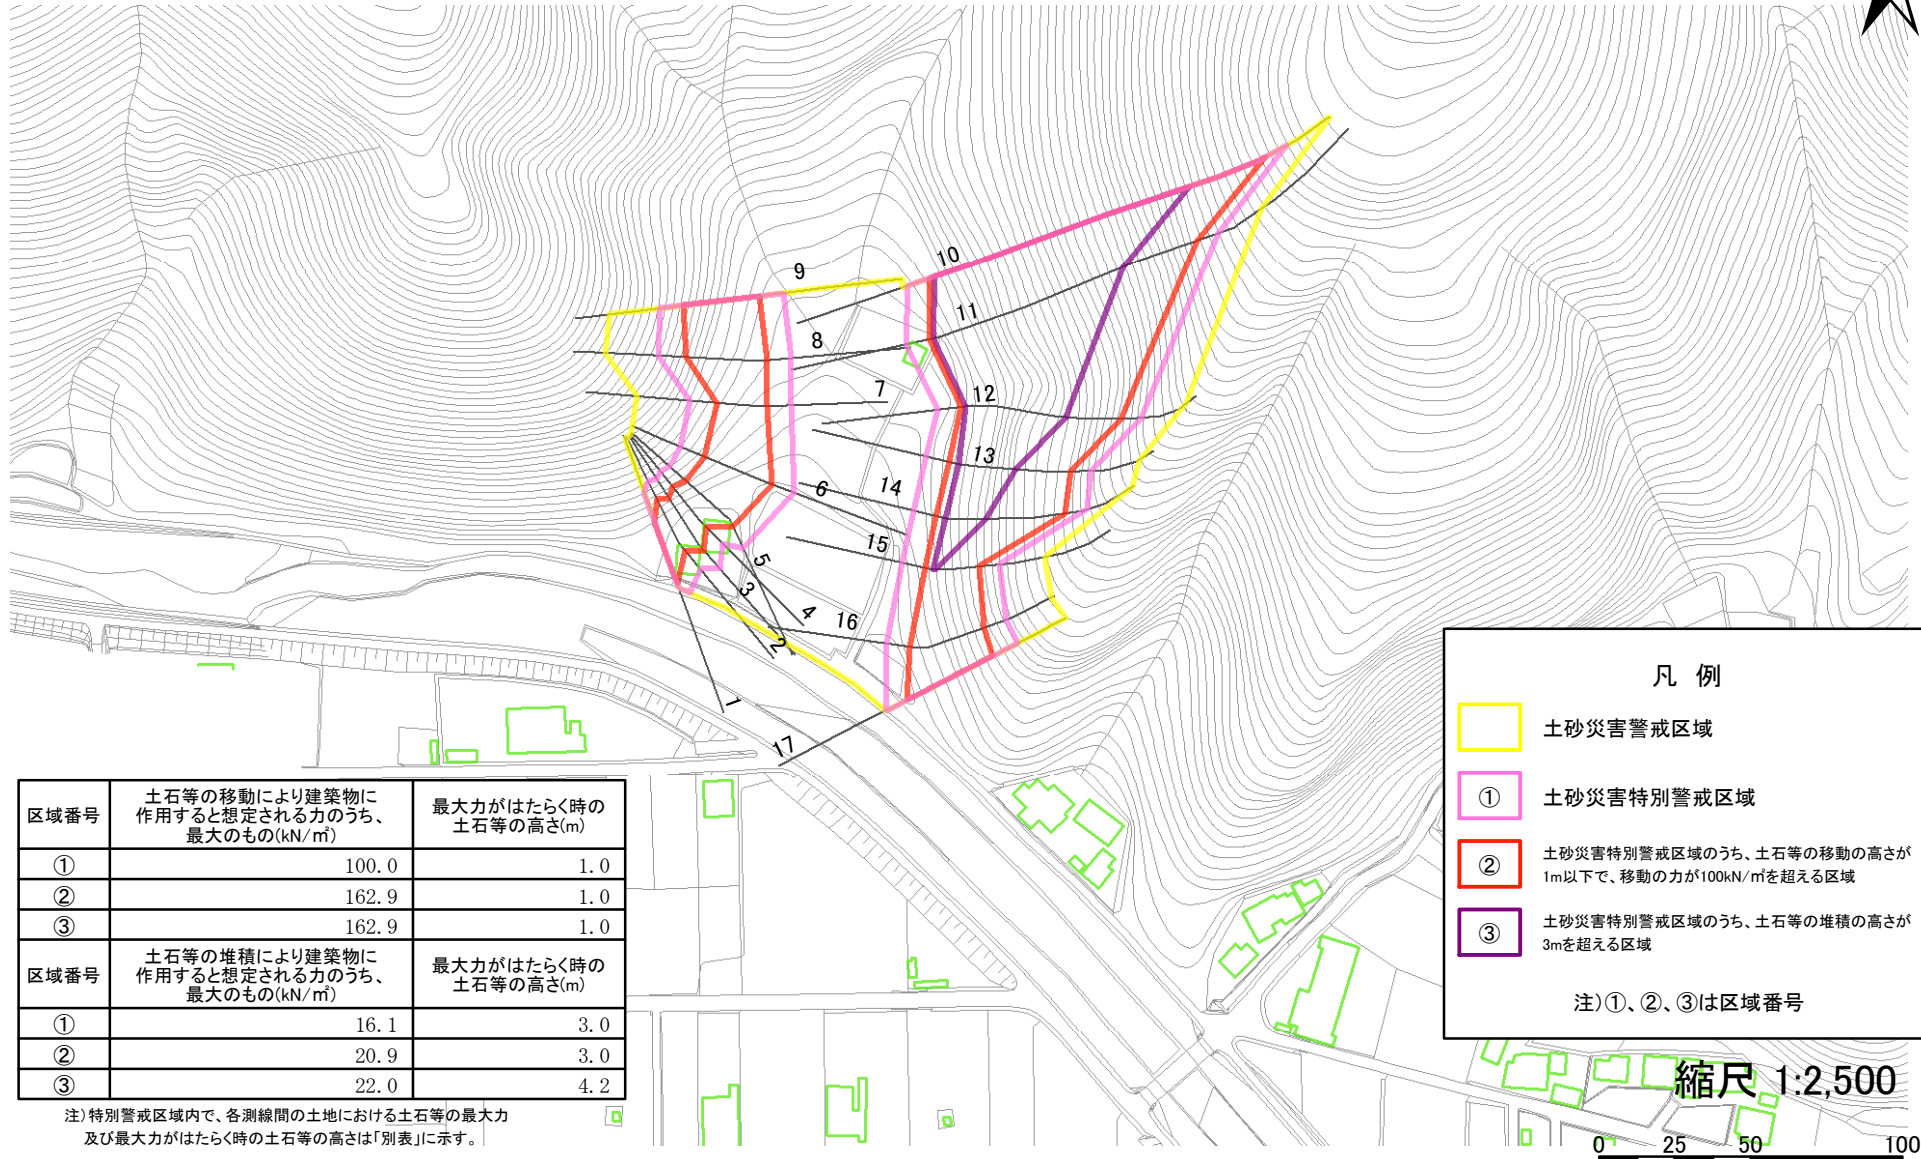 9
10
11
8
7
12
13
6
14
15
5
3
4
16
2
1
17
区域番号
土石等の移動により建築物に
作用すると想定される力のうち、
最大のもの(kN/㎡)
最大力がはたらく時の
土石等の高さ(m)
① 100.0 1.0
② 162.9 1.0
③ 162.9 1.0
区域番号
土石等の堆積により建築物に
作用すると想定される力のうち、
最大のもの(kN/㎡)
最大力がはたらく時の
土石等の高さ(m)
① 16.1 3.0
② 20.9 3.0
③ 22.0 4.2
注)特別警戒区域内で、各測線間の土地における土石等の最大力
及び最大力がはたらく時の土石等の高さは「別表」に示す。
凡 例
土砂災害警戒区域
① 土砂災害特別警戒区域
② 土砂災害特別警戒区域のうち、土石等の移動の高さが
1m以下で、移動の力が100kN/㎡を超える区域
③ 土砂災害特別警戒区域のうち、土石等の堆積の高さが
3mを超える区域
注)①、②、③は区域番号
縮尺 1:2,500
0 25 50 100